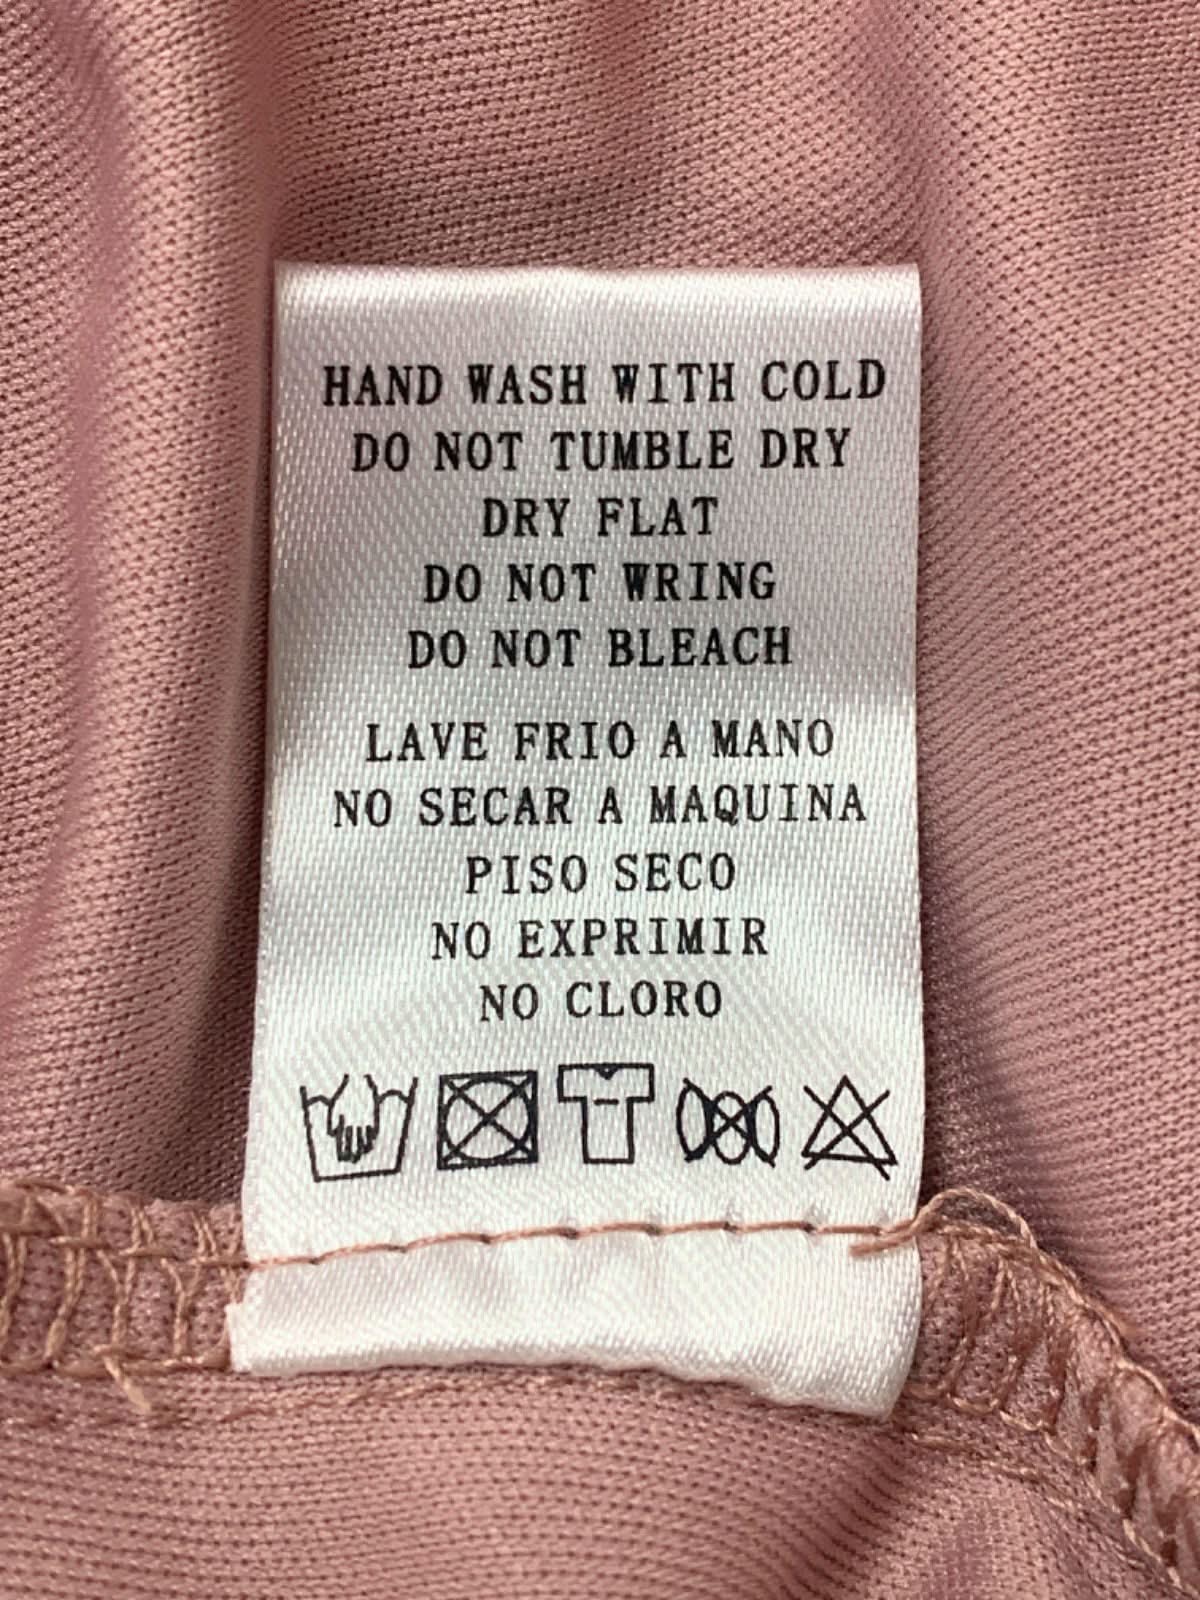 HAND WASH WITH COLD
DO NOT TUMBLE DRY
DRY FLAT
DO NOT WRING
DO NOT BLEACH
LAVE FRIO A MANO
NO SECAR A MAQUINA
PISO SECO
NO EXPRIMIR
NO CLORO